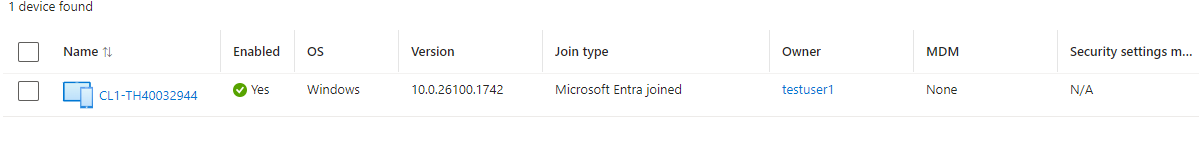 1 device found
Name ↑↓ Enabled OS Version Join type Owner MDM Security settings m...
CL1-TH40032944 Yes Windows 10.0.26100.1742 Microsoft Entra joined testuser1 None N/A